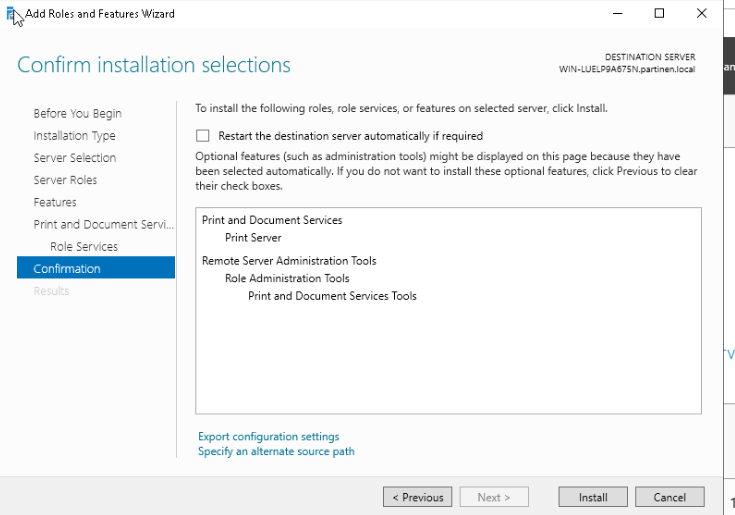 Add Roles and Features Wizard
Confirm installation selections
DESTINATION SERVER
WIN-LUELP9A675N.partinen.local
Before You Begin
Installation Type
Server Selection
Server Roles
Features
Print and Document Servi...
Role Services
Confirmation
Results
To install the following roles, role services, or features on selected server, click Install.
Restart the destination server automatically if required
Optional features (such as administration tools) might be displayed on this page because they have
been selected automatically. If you do not want to install these optional features, click Previous to clear
their check boxes.
Print and Document Services
Print Server
Remote Server Administration Tools
Role Administration Tools
Print and Document Services Tools
Export configuration settings
Specify an alternate source path
< Previous
Next >
Install
Cancel